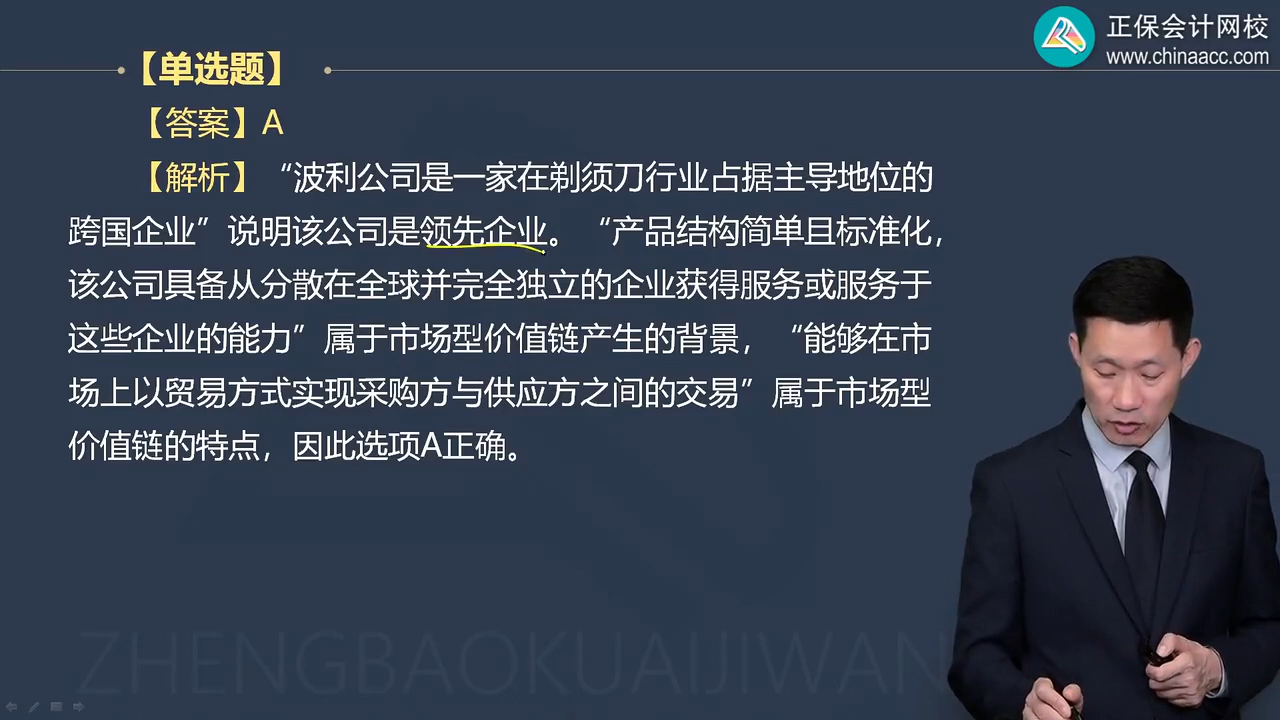 正保会计网校
www.chinaacc.com
【单选题】
【答案】A
【解析】“波利公司是一家在剃须刀行业占据主导地位的
跨国企业”说明该公司是领先企业。“产品结构简单且标准化，
该公司具备从分散在全球并完全独立的企业获得服务或服务于
这些企业的能力”属于市场型价值链产生的背景，“能够在市
场上以贸易方式实现采购方与供应方之间的交易”属于市场型
价值链的特点，因此选项A正确。
ZHENGBAOKUAIJIWAN